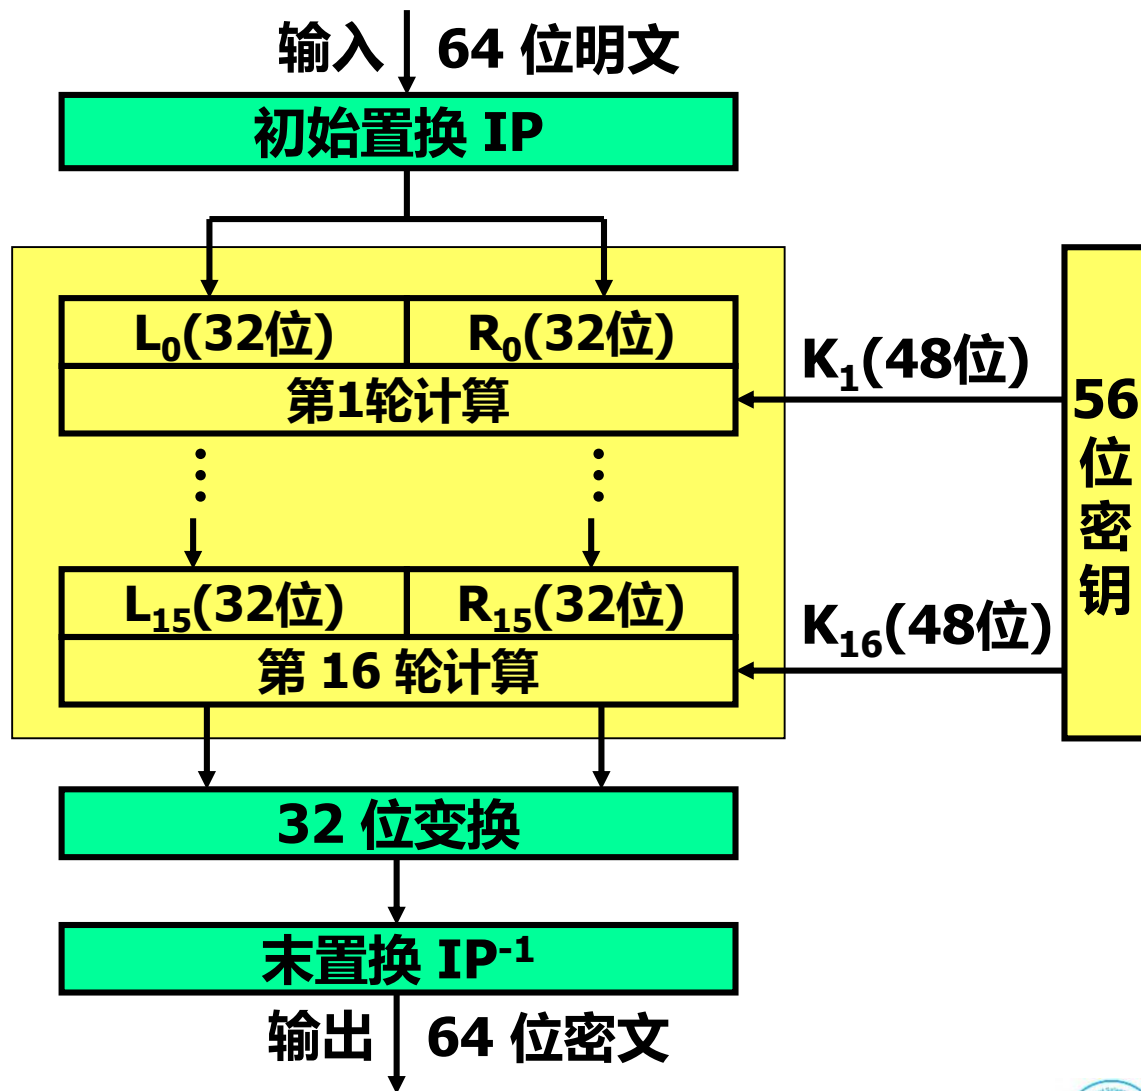 输入 64 位明文
初始置换 IP
L₀(32位) R₀(32位)
第1轮计算
K₁(48位)
56位密钥
L₁₅(32位) R₁₅(32位)
第 16 轮计算
K₁₆(48位)
32 位变换
末置换 IP⁻¹
输出 64 位密文